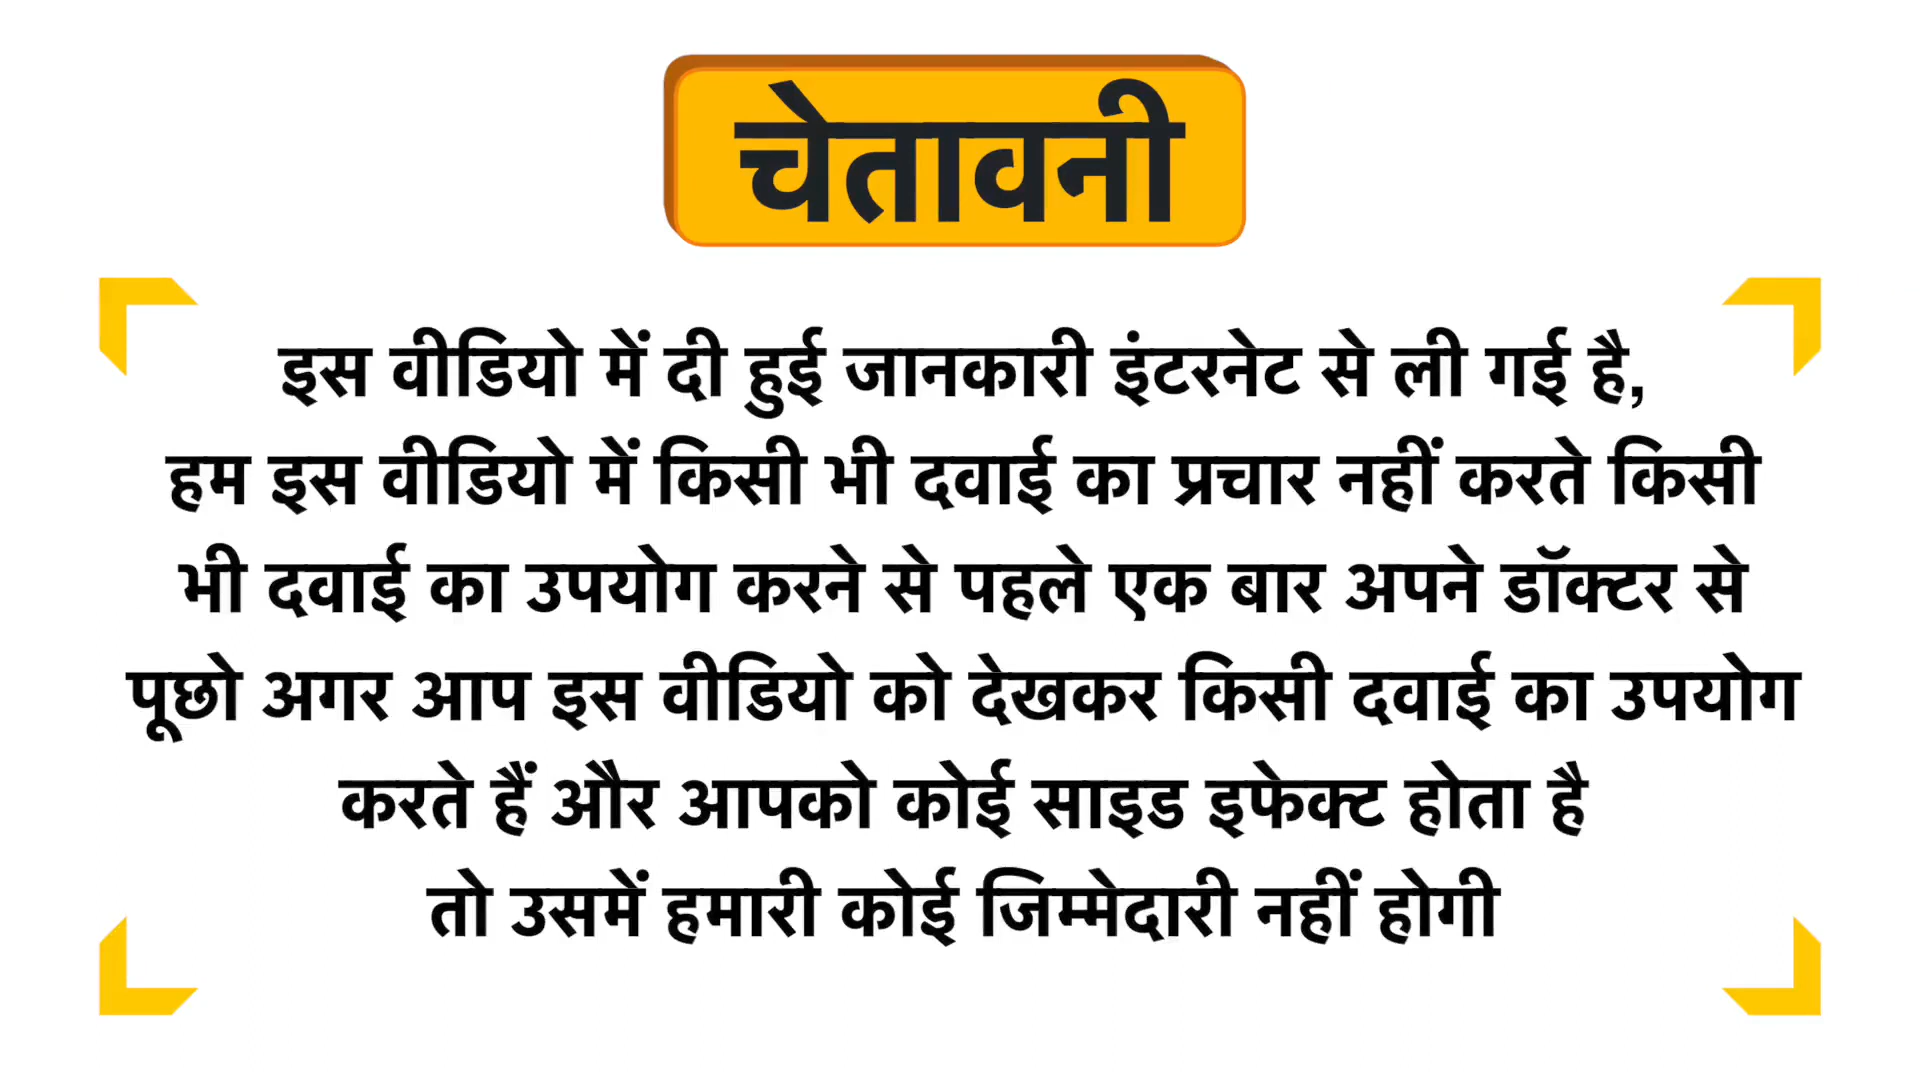 चेतावनी
इस वीडियो में दी हुई जानकारी इंटरनेट से ली गई है,
हम इस वीडियो में किसी भी दवाई का प्रचार नहीं करते किसी
भी दवाई का उपयोग करने से पहले एक बार अपने डॉक्टर से
पूछो अगर आप इस वीडियो को देखकर किसी दवाई का उपयोग
करते हैं और आपको कोई साइड इफेक्ट होता है
तो उसमें हमारी कोई जिम्मेदारी नहीं होगी